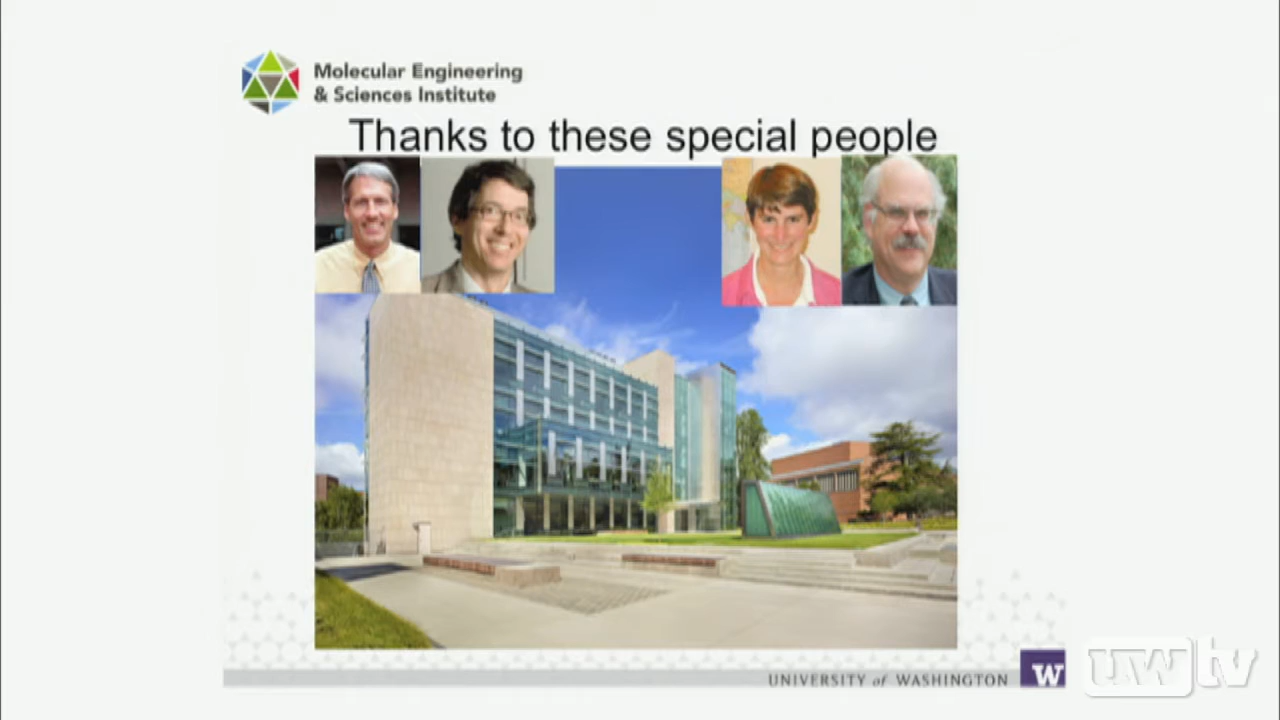 Molecular Engineering
& Sciences Institute
Thanks to these special people
UNIVERSITY of WASHINGTON
W
uwtv